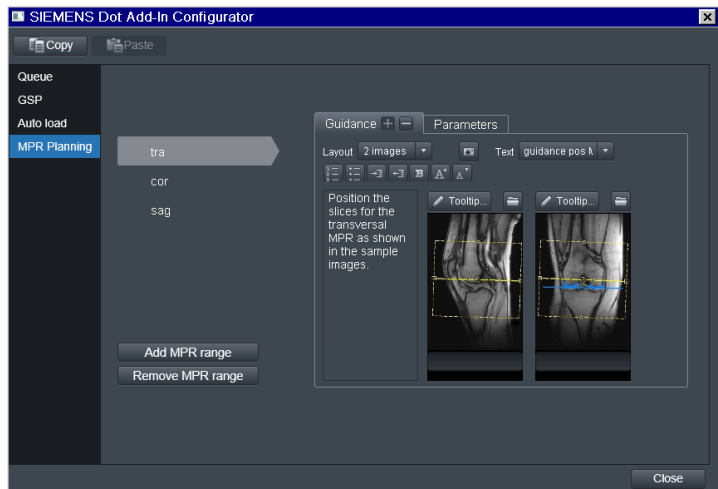 SIEMENS Dot Add-In Configurator
Copy
Paste
Queue
GSP
Auto load
MPR Planning
tra
cor
sag
Add MPR range
Remove MPR range
Guidance
Parameters
Layout 2 images
Text guidance pos
B A A
Position the
slices for the
transversal
MPR as shown
in the sample
images.
Tooltip...
Tooltip...
Close